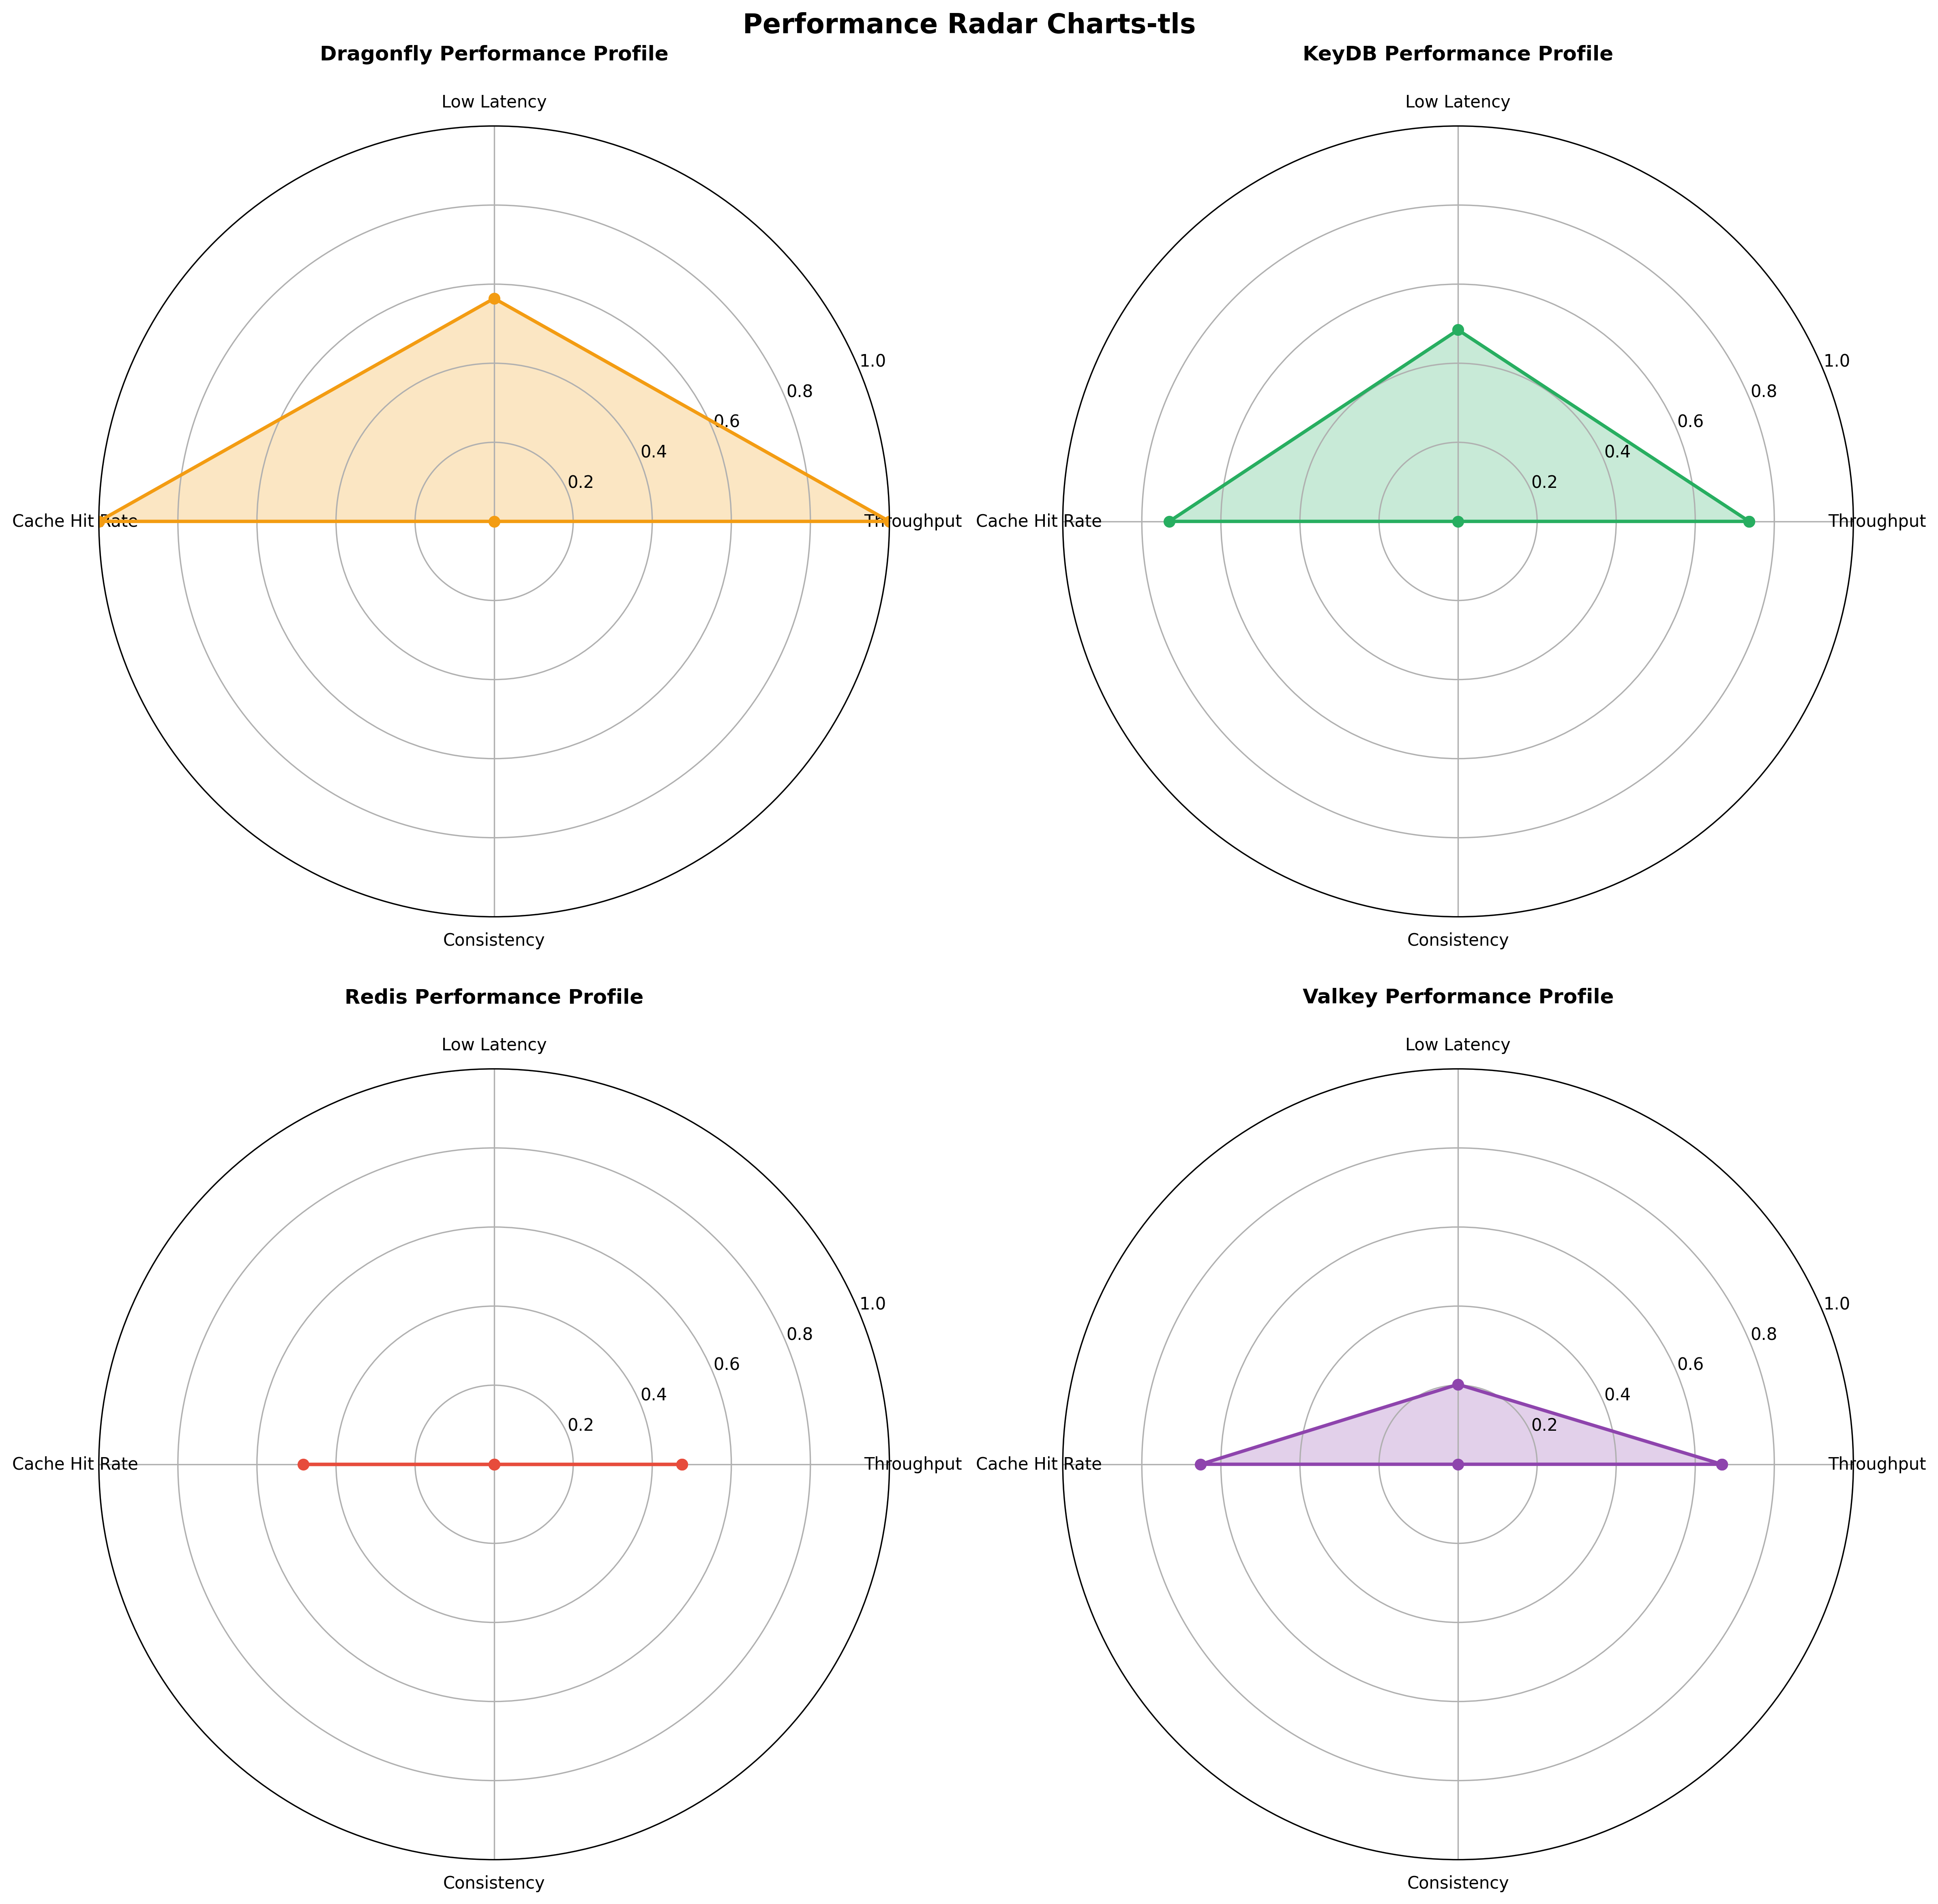 Performance Radar Charts-tls
Dragonfly Performance Profile
Low Latency
1.0
0.8
0.6
0.4
0.2
Cache Hit Rate
Throughput
Consistency
KeyDB Performance Profile
Low Latency
1.0
0.8
0.6
0.4
0.2
Cache Hit Rate
Throughput
Consistency
Redis Performance Profile
Low Latency
1.0
0.8
0.6
0.4
0.2
Cache Hit Rate
Throughput
Consistency
Valkey Performance Profile
Low Latency
1.0
0.8
0.6
0.4
0.2
Cache Hit Rate
Throughput
Consistency